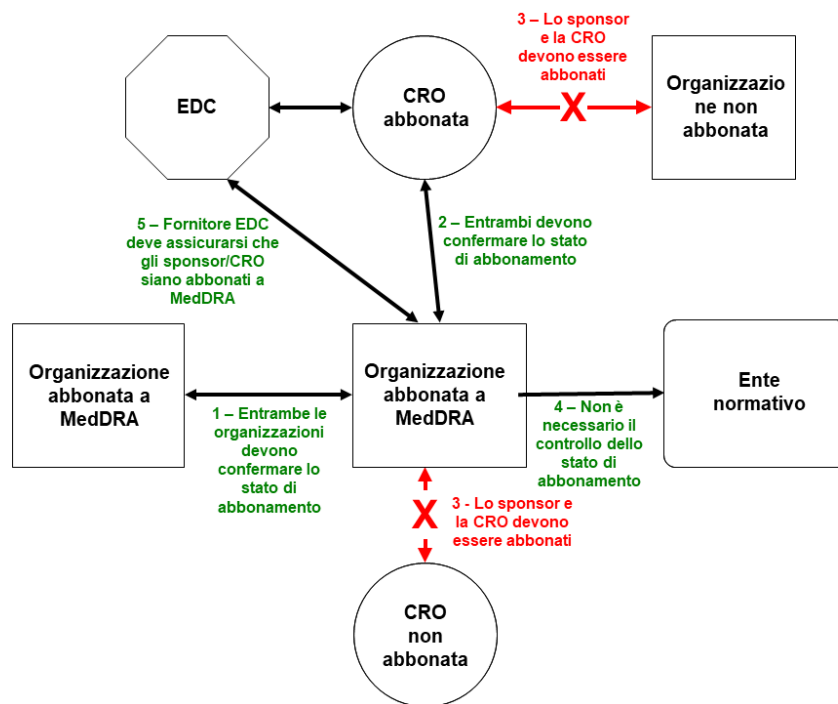 3 – Lo sponsor
e la CRO
devono essere
abbonati
EDC
CRO
abbonata
X
Organizzazio
ne non
abbonata
5 – Fornitore EDC
deve assicurarsi che
gli sponsor/CRO
siano abbonati a
MedDRA
2 – Entrambi devono
confermare lo stato
di abbonamento
Organizzazione
abbonata a
MedDRA
1 – Entrambe le
organizzazioni
devono
confermare lo
stato di
abbonamento
Organizzazione
abbonata a
MedDRA
4 – Non è
necessario il
controllo dello
stato di
abbonamento
Ente
normativo
X
3 - Lo sponsor e
la CRO devono
essere abbonati
CRO
non
abbonata